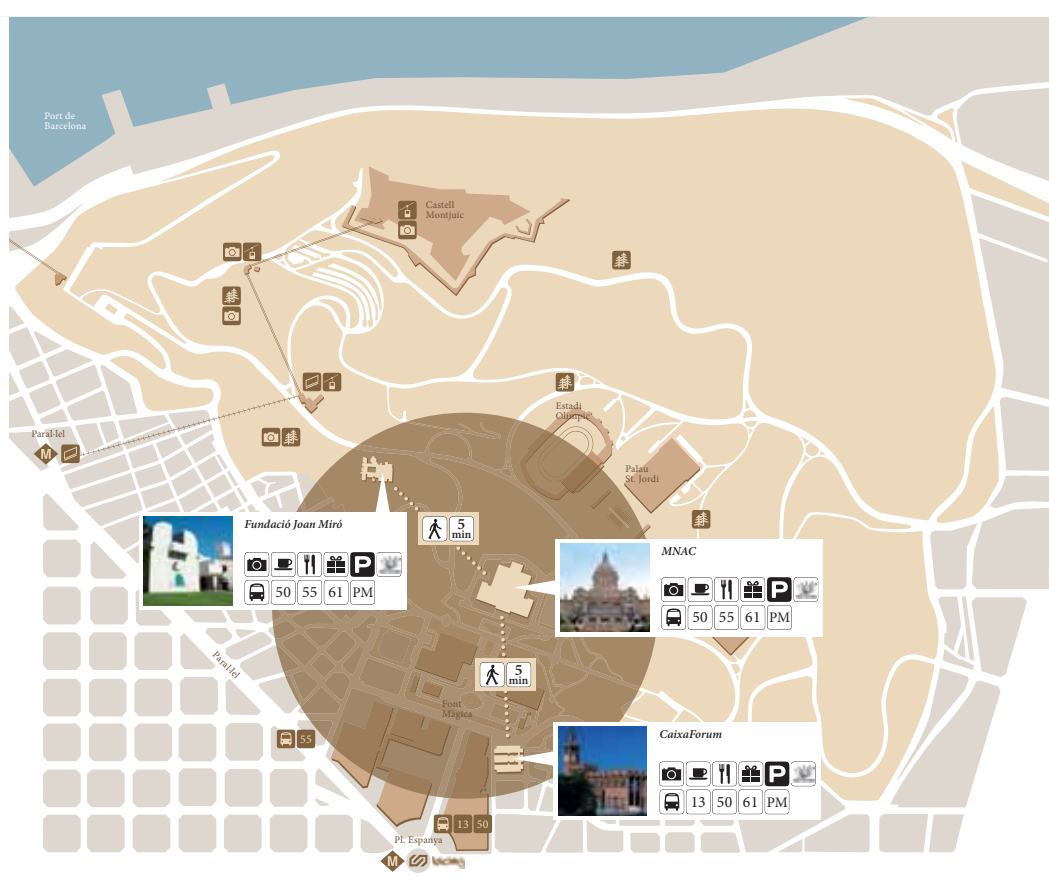 Port de
Barcelona
Castell
Montjuïc
Estadi
Olímpic
Paral·lel
M
Palau
St. Jordi
Fundació Joan Miró
P
50 55 61 PM
5
min
MNAC
P
50 55 61 PM
Paral·lel
5
min
Font
Màgica
55
CaixaForum
P
13 50 61 PM
13 50
Pl. Espanya
M